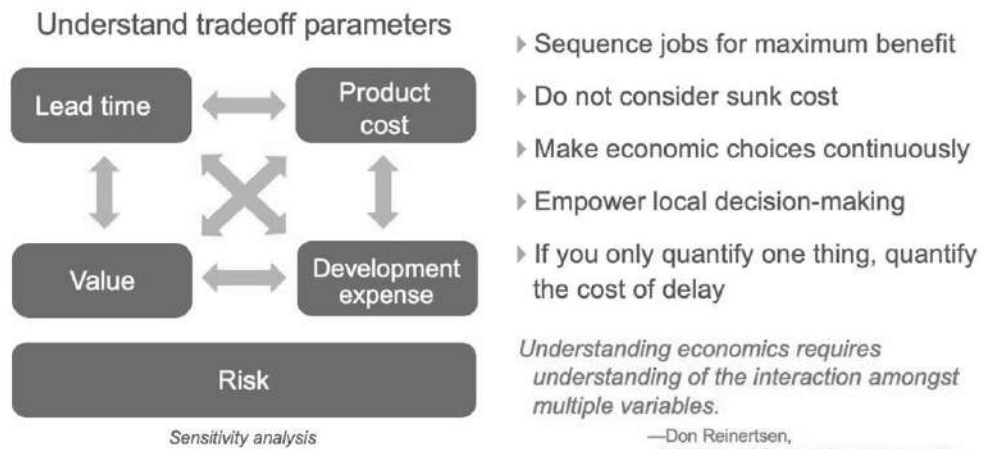 Understand tradeoff parameters
Lead time
Product
cost
Value
Development
expense
Risk
Sensitivity analysis
Sequence jobs for maximum benefit
Do not consider sunk cost
Make economic choices continuously
Empower local decision-making
If you only quantify one thing, quantify
the cost of delay
Understanding economics requires
understanding of the interaction amongst
multiple variables.
—Don Reinertsen,